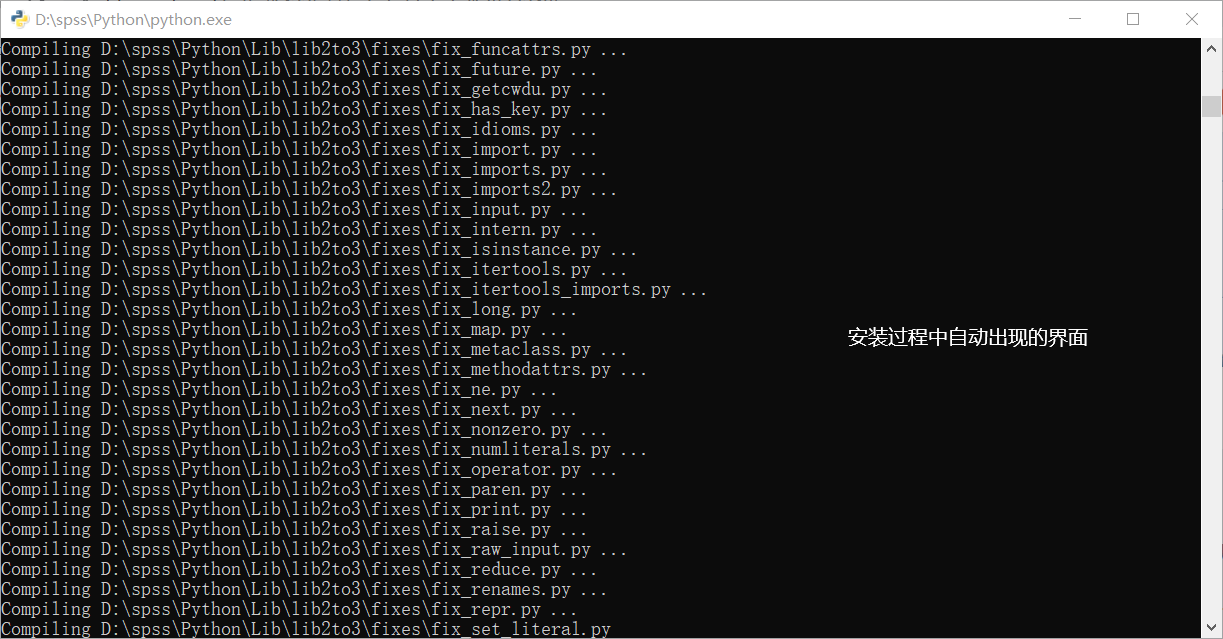 D:\spss\Python\python.exe
Compiling D:\spss\Python\Lib\lib2to3\fixes\fix_funcattrs.py ...
Compiling D:\spss\Python\Lib\lib2to3\fixes\fix_future.py ...
Compiling D:\spss\Python\Lib\lib2to3\fixes\fix_getcwdu.py ...
Compiling D:\spss\Python\Lib\lib2to3\fixes\fix_has_key.py ...
Compiling D:\spss\Python\Lib\lib2to3\fixes\fix_idioms.py ...
Compiling D:\spss\Python\Lib\lib2to3\fixes\fix_import.py ...
Compiling D:\spss\Python\Lib\lib2to3\fixes\fix_imports.py ...
Compiling D:\spss\Python\Lib\lib2to3\fixes\fix_imports2.py ...
Compiling D:\spss\Python\Lib\lib2to3\fixes\fix_input.py ...
Compiling D:\spss\Python\Lib\lib2to3\fixes\fix_intern.py ...
Compiling D:\spss\Python\Lib\lib2to3\fixes\fix_isinstance.py ...
Compiling D:\spss\Python\Lib\lib2to3\fixes\fix_itertools.py ...
Compiling D:\spss\Python\Lib\lib2to3\fixes\fix_itertools_imports.py ...
Compiling D:\spss\Python\Lib\lib2to3\fixes\fix_long.py ...
Compiling D:\spss\Python\Lib\lib2to3\fixes\fix_map.py ...
安装过程中自动出现的界面
Compiling D:\spss\Python\Lib\lib2to3\fixes\fix_metaclass.py ...
Compiling D:\spss\Python\Lib\lib2to3\fixes\fix_methodattrs.py ...
Compiling D:\spss\Python\Lib\lib2to3\fixes\fix_ne.py ...
Compiling D:\spss\Python\Lib\lib2to3\fixes\fix_next.py ...
Compiling D:\spss\Python\Lib\lib2to3\fixes\fix_nonzero.py ...
Compiling D:\spss\Python\Lib\lib2to3\fixes\fix_numliterals.py ...
Compiling D:\spss\Python\Lib\lib2to3\fixes\fix_operator.py ...
Compiling D:\spss\Python\Lib\lib2to3\fixes\fix_paren.py ...
Compiling D:\spss\Python\Lib\lib2to3\fixes\fix_print.py ...
Compiling D:\spss\Python\Lib\lib2to3\fixes\fix_raise.py ...
Compiling D:\spss\Python\Lib\lib2to3\fixes\fix_raw_input.py ...
Compiling D:\spss\Python\Lib\lib2to3\fixes\fix_reduce.py ...
Compiling D:\spss\Python\Lib\lib2to3\fixes\fix_renames.py ...
Compiling D:\spss\Python\Lib\lib2to3\fixes\fix_repr.py ...
Compiling D:\spss\Python\Lib\lib2to3\fixes\fix_set_literal.py